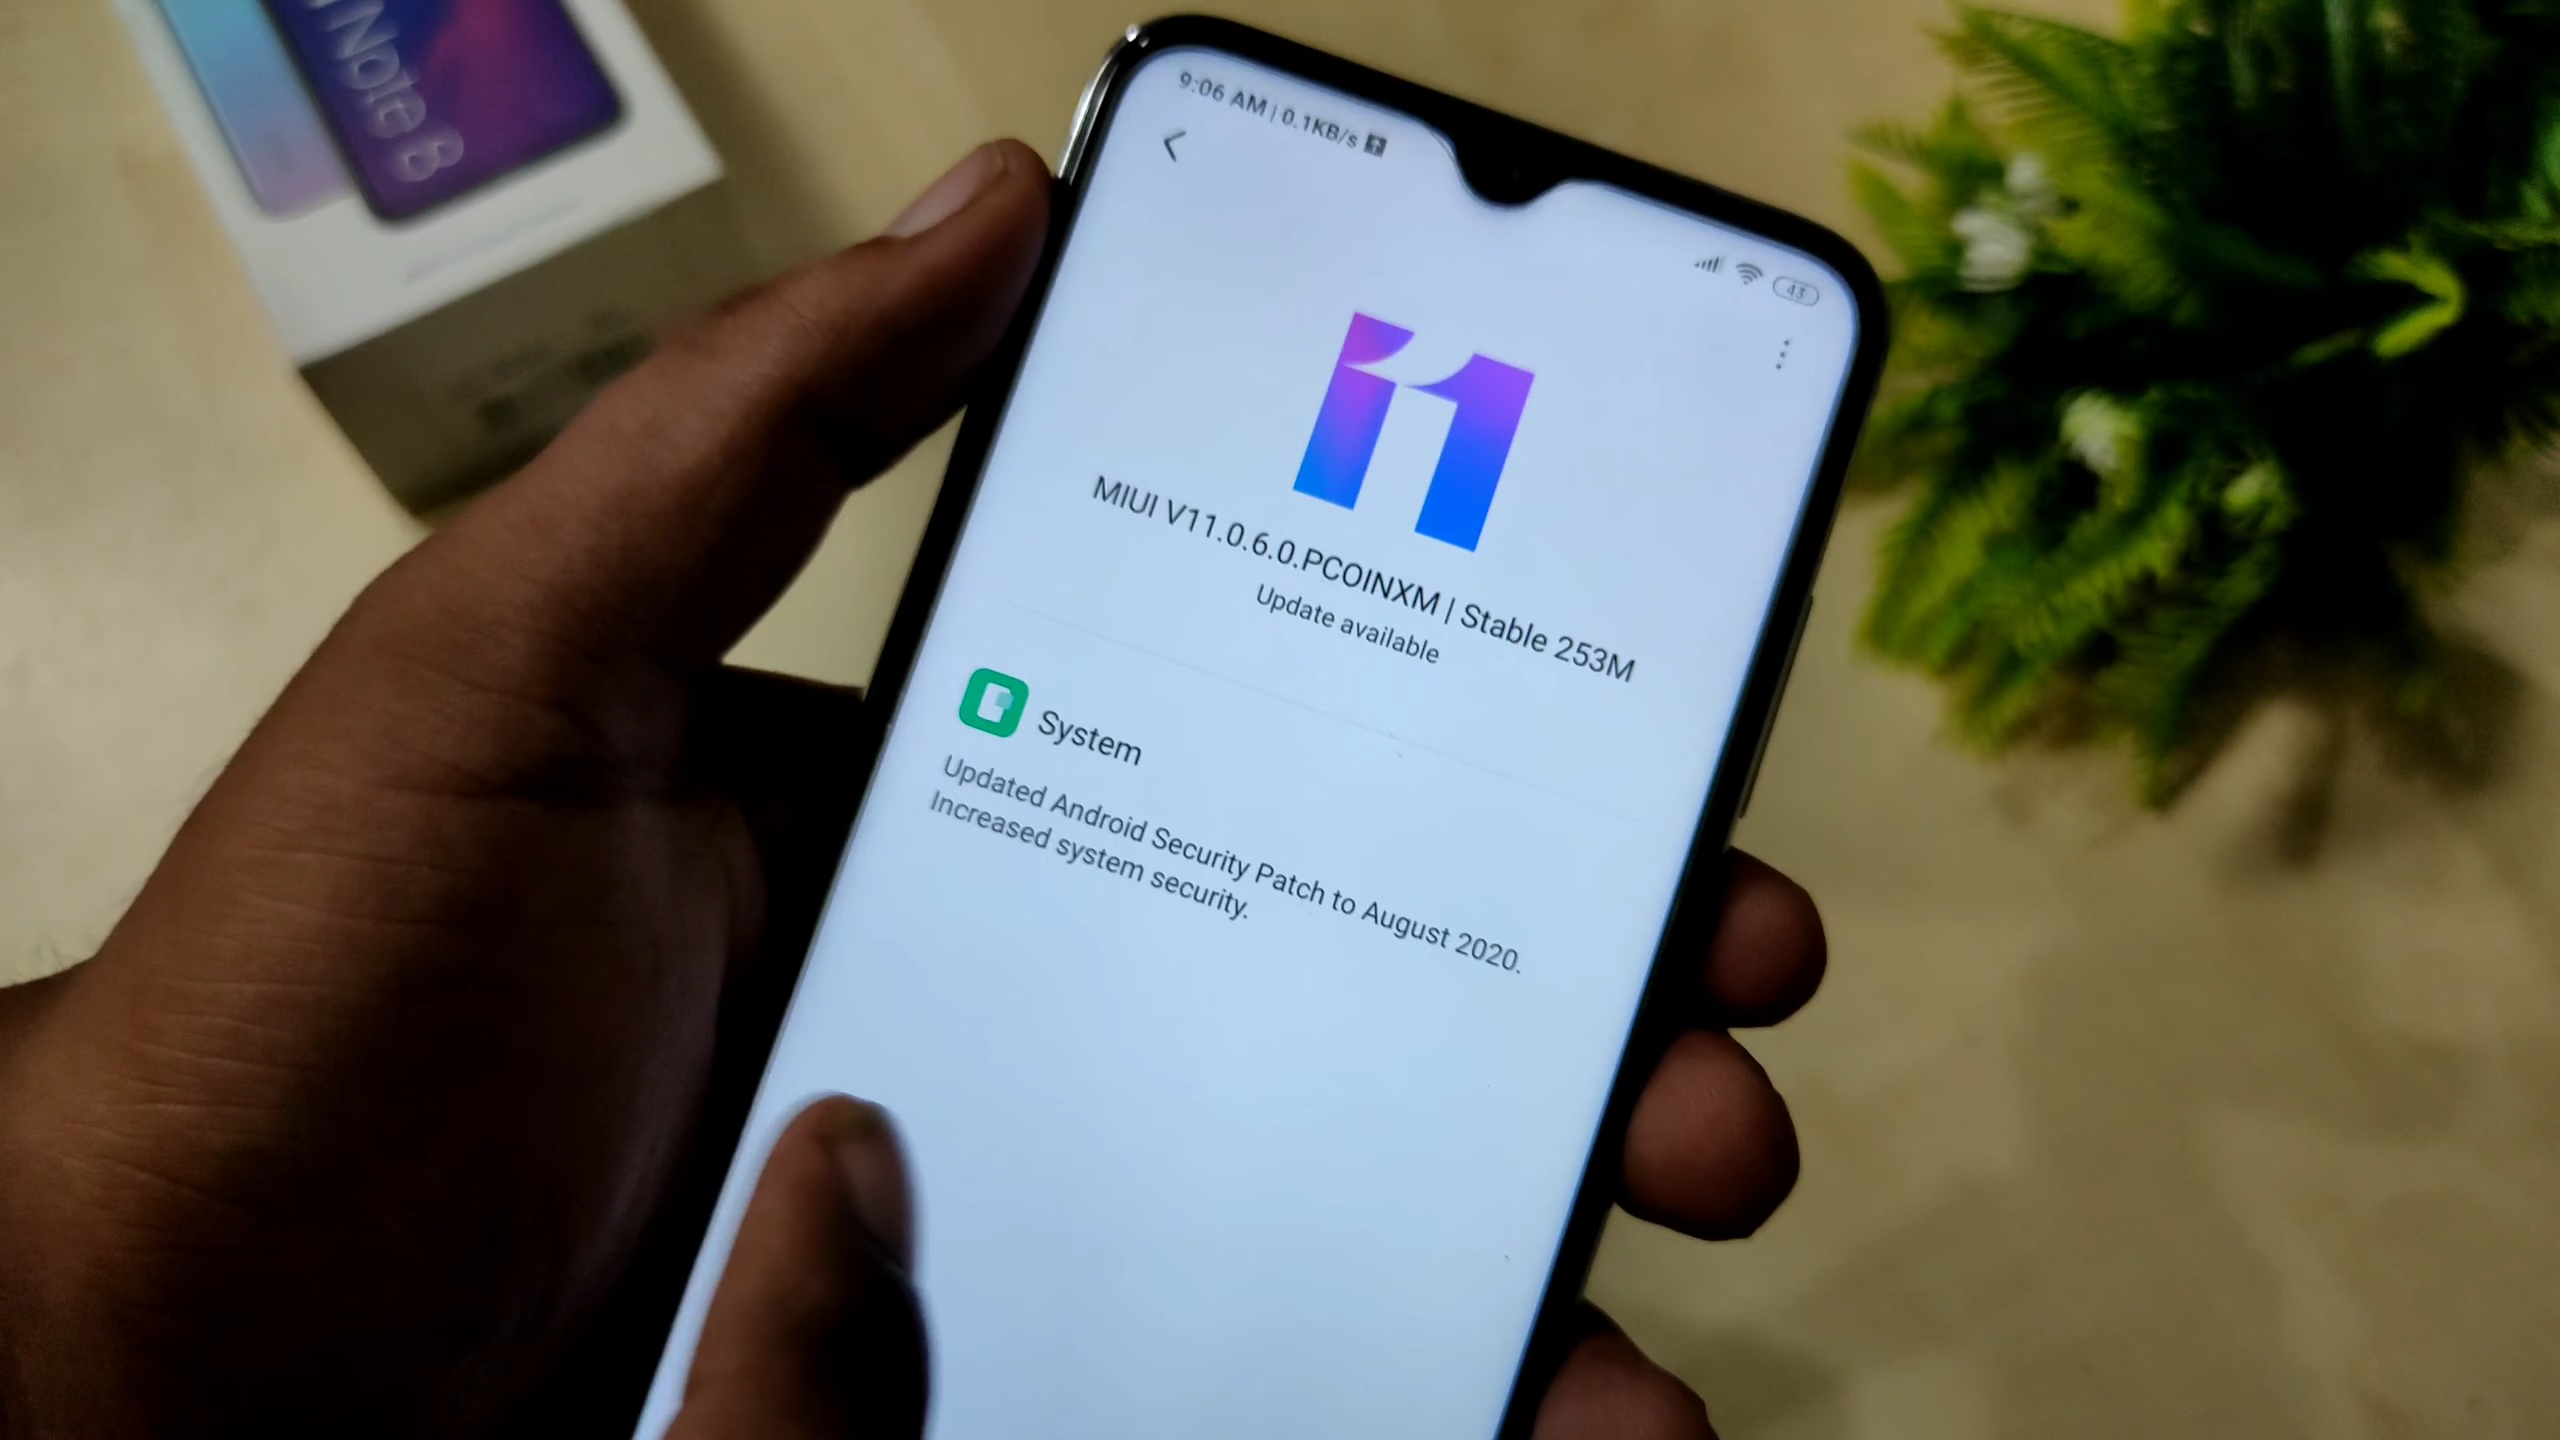 Note 8
9:06 AM | 0.1KB/s
43
11
MIUI V11.0.6.0.PCOINXM | Stable 253M
Update available
System
Updated Android Security Patch to August 2020.
Increased system security.